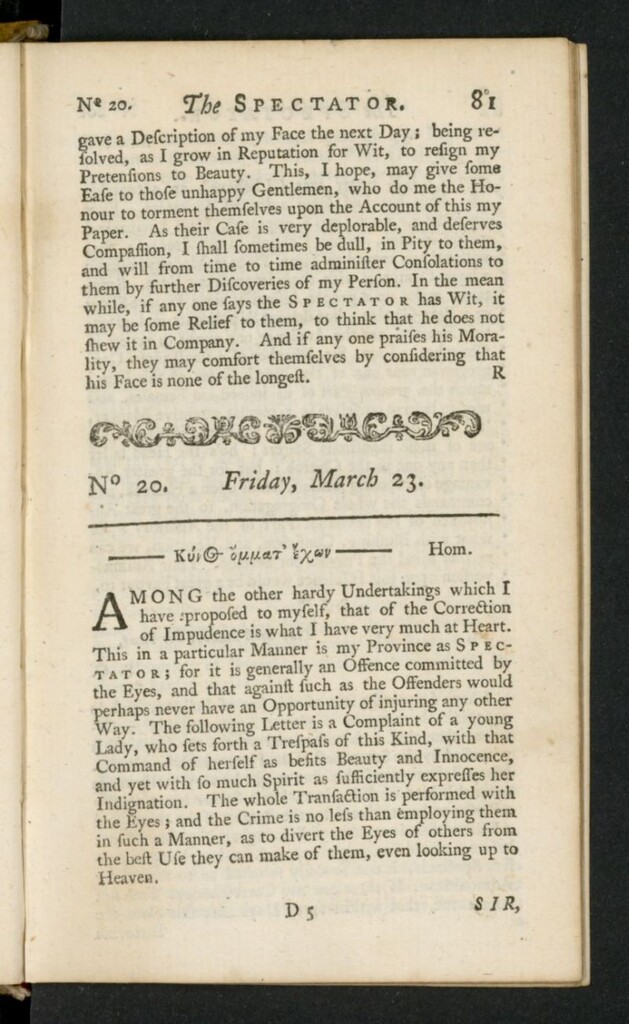 Nº 20. The SPECTATOR. 81
gave a Deſcription of my Face the next Day; being re-
ſolved, as I grow in Reputation for Wit, to reſign my
Pretenſions to Beauty. This, I hope, may give ſome
Eaſe to thoſe unhappy Gentlemen, who do me the Ho-
nour to torment themſelves upon the Account of this my
Paper. As their Caſe is very deplorable, and deſerves
Compaſſion, I ſhall ſometimes be dull, in Pity to them,
and will from time to time adminiſter Conſolations to
them by further Diſcoveries of my Perſon. In the mean
while, if any one ſays the SPECTATOR has Wit, it
may be ſome Relief to them, to think that he does not
ſhew it in Company. And if any one praiſes his Mora-
lity, they may comfort themſelves by conſidering that
his Face is none of the longeſt. R
Nº 20. Friday, March 23.
—— Κύνϴ ὄμματ' ἔχων —— Hom.
AMONG the other hardy Undertakings which I
have propoſed to myſelf, that of the Correction
of Impudence is what I have very much at Heart.
This in a particular Manner is my Province as SPEC-
TATOR; for it is generally an Offence committed by
the Eyes, and that againſt ſuch as the Offenders would
perhaps never have an Opportunity of injuring any other
Way. The following Letter is a Complaint of a young
Lady, who ſets forth a Treſpaſs of this Kind, with that
Command of herſelf as befits Beauty and Innocence,
and yet with ſo much Spirit as ſufficiently expreſſes her
Indignation. The whole Tranſaction is performed with
the Eyes; and the Crime is no leſs than employing them
in ſuch a Manner, as to divert the Eyes of others from
the beſt Uſe they can make of them, even looking up to
Heaven.
D 5 SIR,